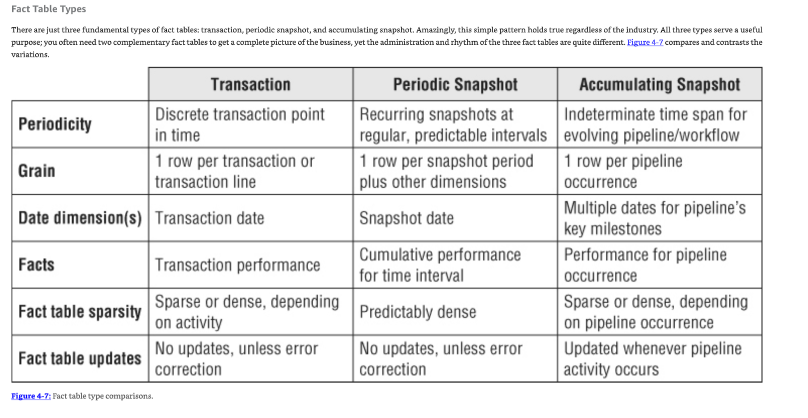 Fact Table Types
There are just three fundamental types of fact tables: transaction, periodic snapshot, and accumulating snapshot. Amazingly, this simple pattern holds true regardless of the industry. All three types serve a useful
purpose; you often need two complementary fact tables to get a complete picture of the business, yet the administration and rhythm of the three fact tables are quite different. Figure 4-7 compares and contrasts the
variations.
Transaction Periodic Snapshot Accumulating Snapshot
Periodicity
Discrete transaction point
in time
Recurring snapshots at
regular, predictable intervals
Indeterminate time span for
evolving pipeline/workflow
Grain
1 row per transaction or
transaction line
1 row per snapshot period
plus other dimensions
1 row per pipeline
occurrence
Date dimension(s)
Transaction date
Snapshot date
Multiple dates for pipeline's
key milestones
Facts
Transaction performance
Cumulative performance
for time interval
Performance for pipeline
occurrence
Fact table sparsity
Sparse or dense, depending
on activity
Predictably dense
Sparse or dense, depending
on pipeline occurrence
Fact table updates
No updates, unless error
correction
No updates, unless error
correction
Updated whenever pipeline
activity occurs
Figure 4-7: Fact table type comparisons.